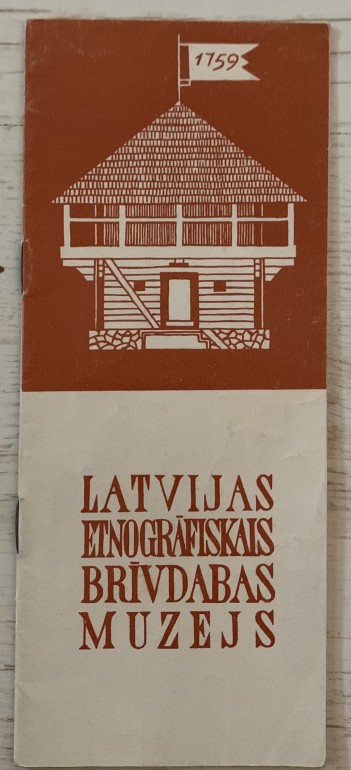 1759
LATVIJAS
ETNOGRĀFISKAIS
BRĪVDABAS
MUZEJS